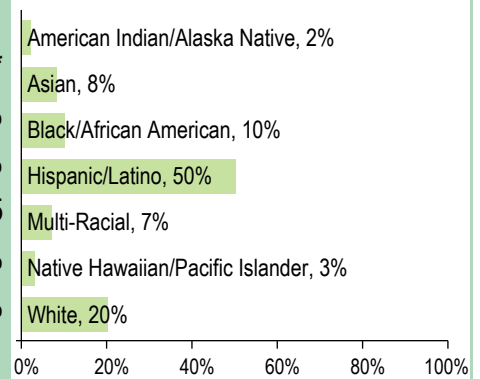 American Indian/Alaska Native, 2%
Asian, 8%
Black/African American, 10%
Hispanic/Latino, 50%
Multi-Racial, 7%
Native Hawaiian/Pacific Islander, 3%
White, 20%
0% 20% 40% 60% 80% 100%